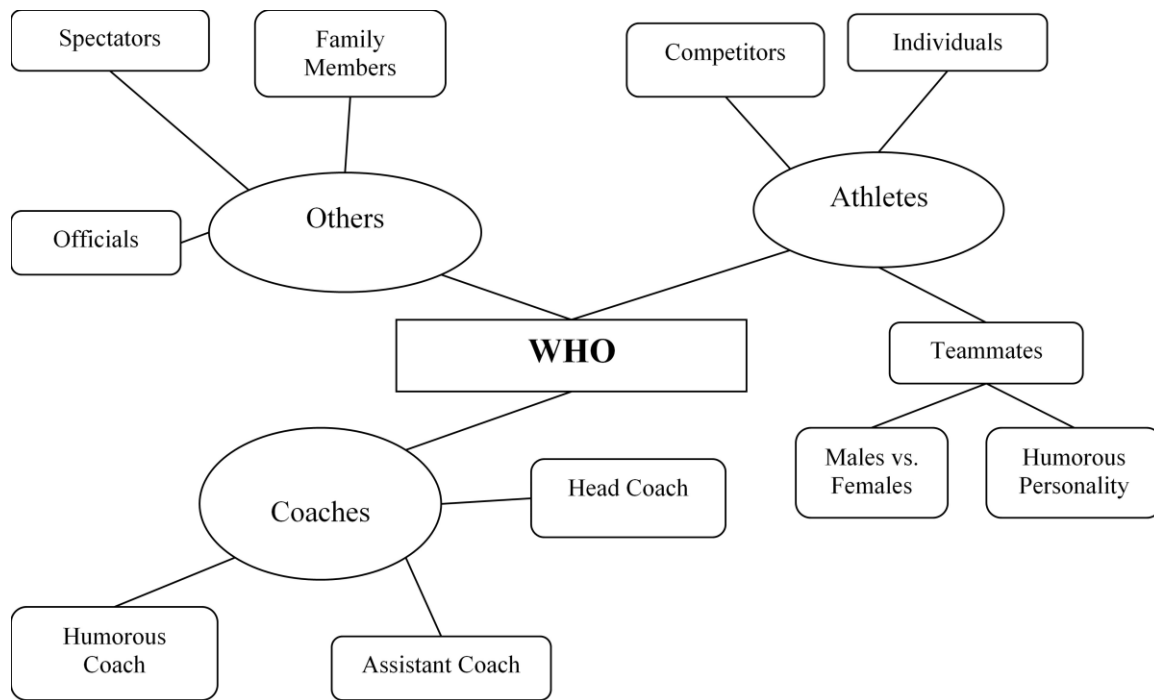 Spectators
Family
Members
Competitors
Individuals
Others
Athletes
Officials
WHO
Teammates
Males vs.
Females
Humorous
Personality
Coaches
Head Coach
Humorous
Coach
Assistant Coach